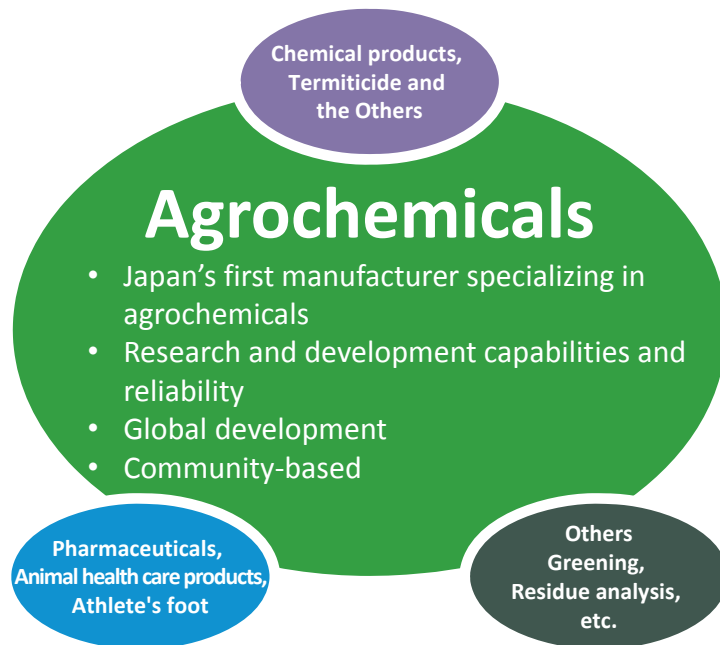 Chemical products,
Termiticide and
the Others
Agrochemicals
• Japan’s first manufacturer specializing in
agrochemicals
• Research and development capabilities and
reliability
• Global development
• Community-based
Pharmaceuticals,
Animal health care products,
Athlete's foot
Others
Greening,
Residue analysis,
etc.